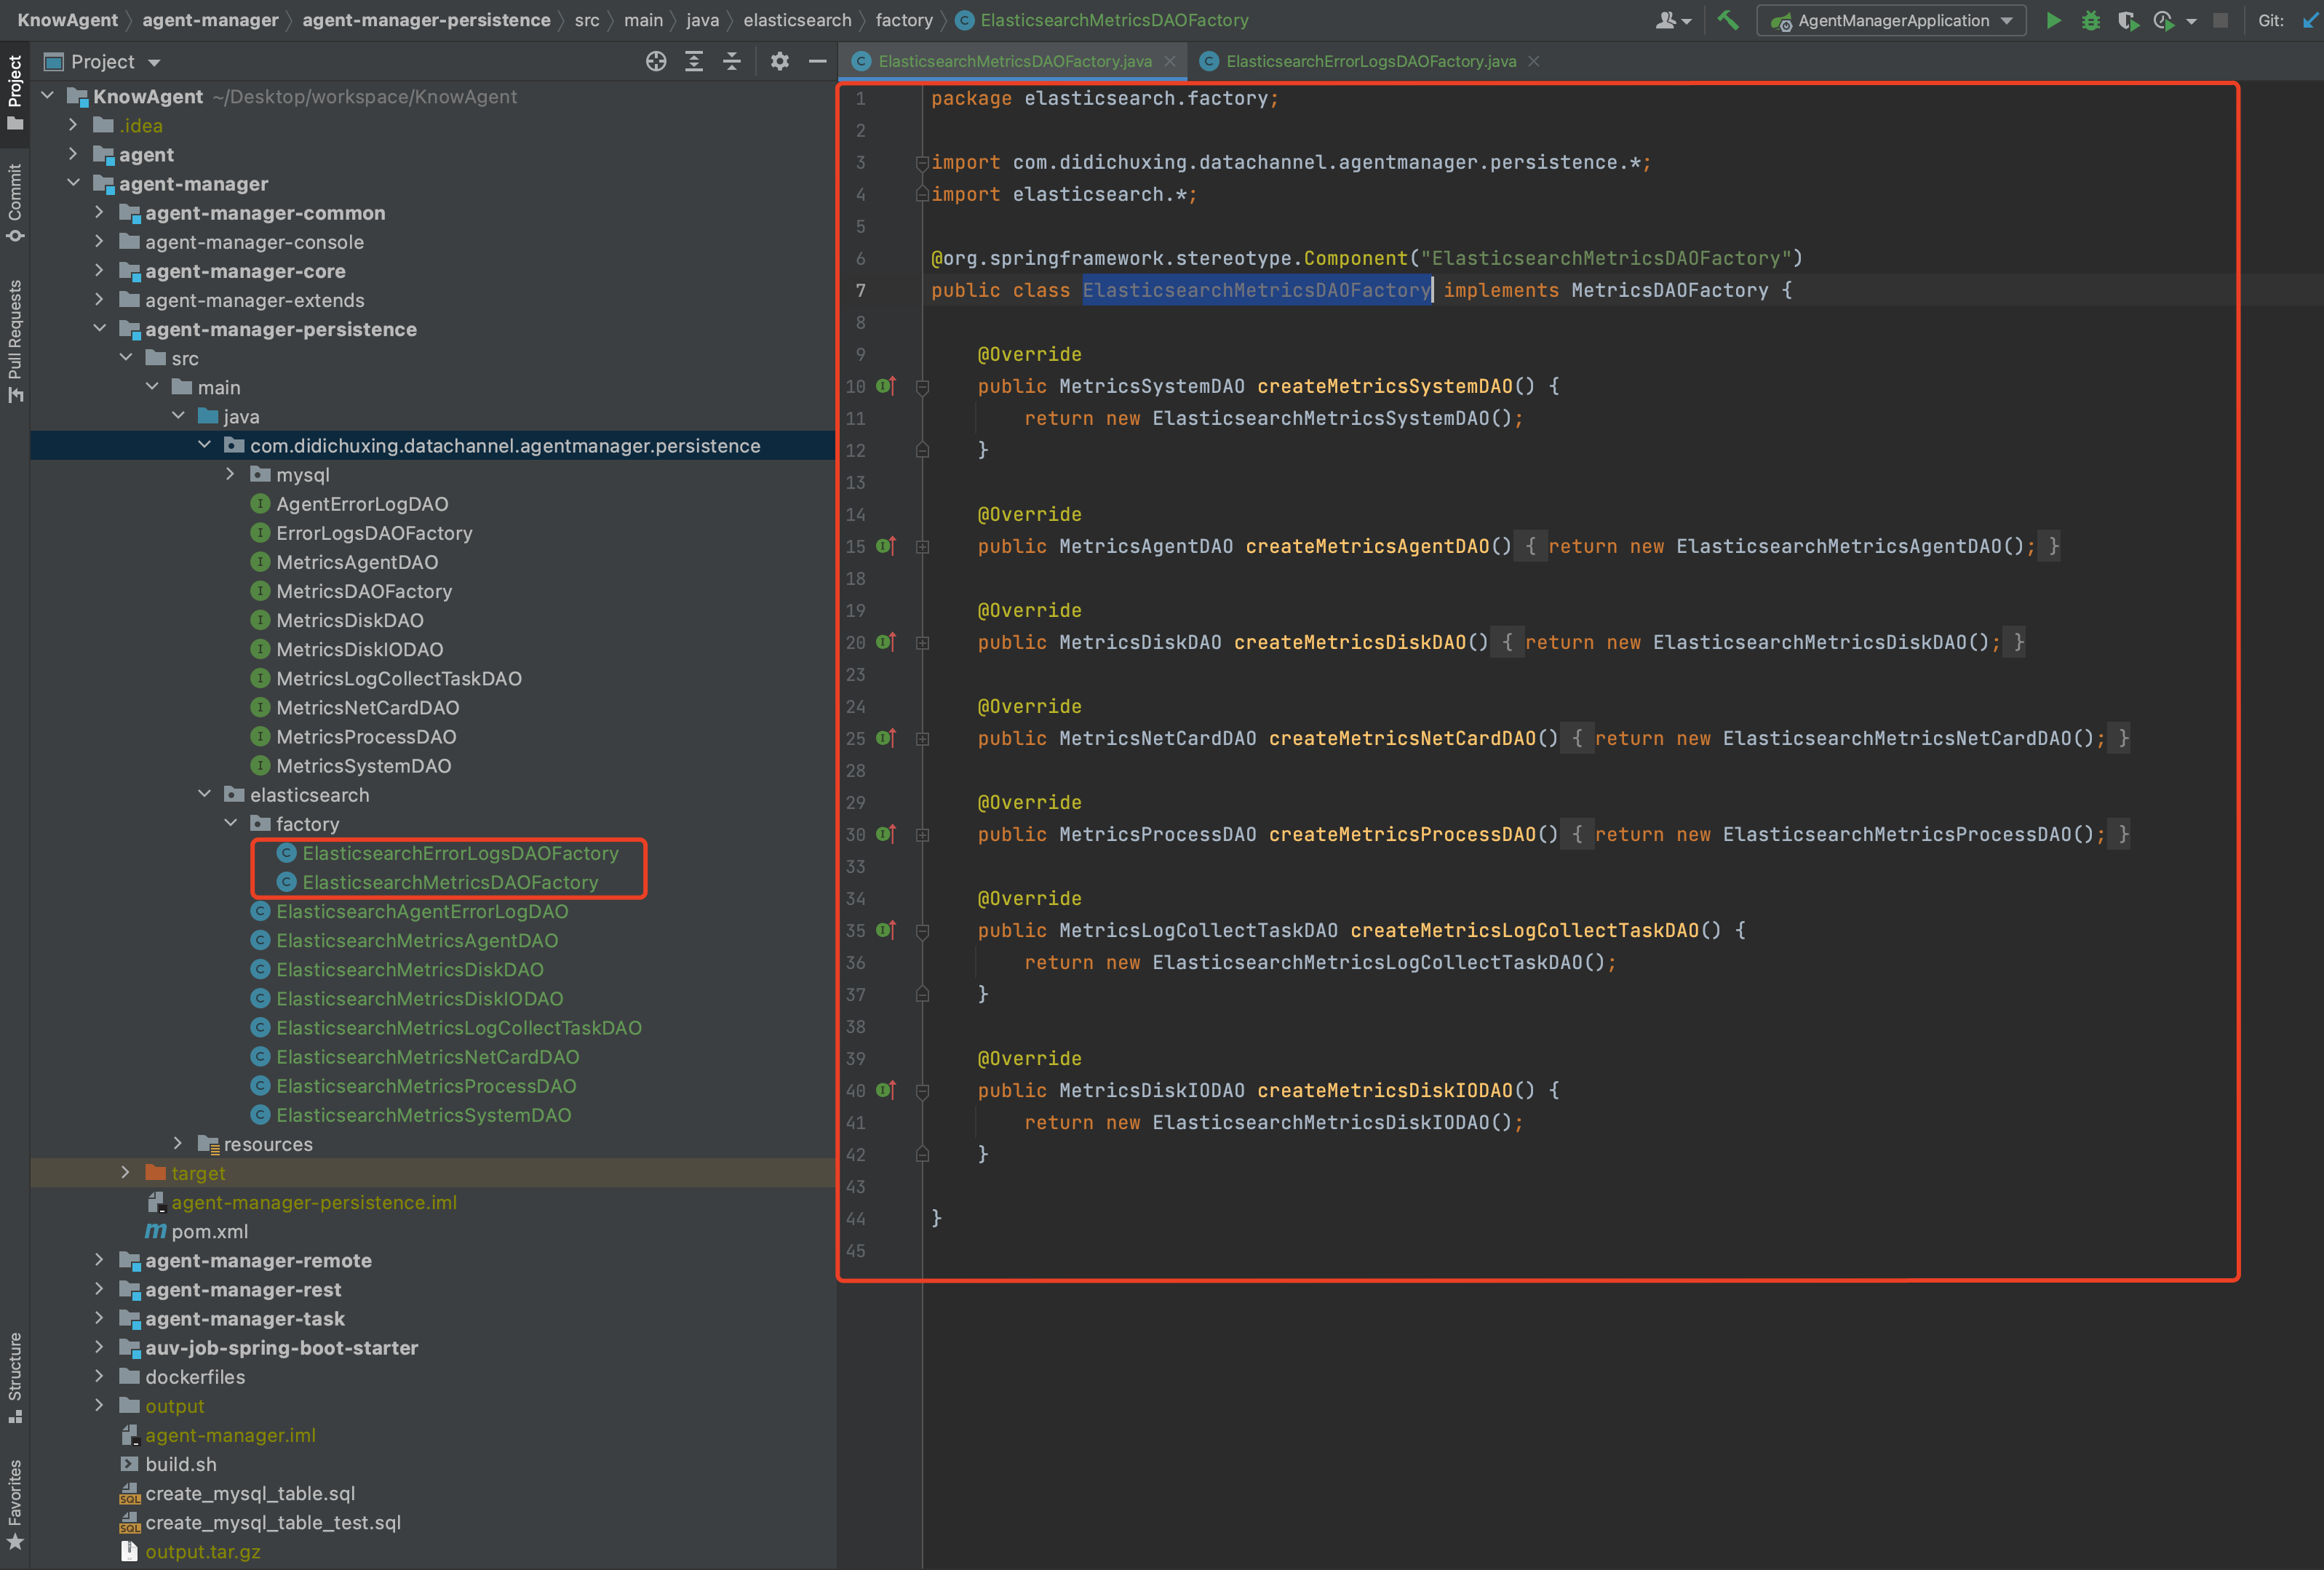 KnowAgent agent-manager agent-manager-persistence src main java elasticsearch factory ElasticsearchMetricsDAOFactory
AgentManagerApplication
Git:
Project
ElasticsearchMetricsDAOFactory.java
ElasticsearchErrorLogsDAOFactory.java
Project
Commit
Pull Requests
Structure
Favorites
KnowAgent ~/Desktop/workspace/KnowAgent
.idea
agent
agent-manager
agent-manager-common
agent-manager-console
agent-manager-core
agent-manager-extends
agent-manager-persistence
src
main
java
com.didichuxing.datachannel.agentmanager.persistence
mysql
AgentErrorLogDAO
ErrorLogsDAOFactory
MetricsAgentDAO
MetricsDAOFactory
MetricsDiskDAO
MetricsDiskIODAO
MetricsLogCollectTaskDAO
MetricsNetCardDAO
MetricsProcessDAO
MetricsSystemDAO
elasticsearch
factory
ElasticsearchErrorLogsDAOFactory
ElasticsearchMetricsDAOFactory
ElasticsearchAgentErrorLogDAO
ElasticsearchMetricsAgentDAO
ElasticsearchMetricsDiskDAO
ElasticsearchMetricsDiskIODAO
ElasticsearchMetricsLogCollectTaskDAO
ElasticsearchMetricsNetCardDAO
ElasticsearchMetricsProcessDAO
ElasticsearchMetricsSystemDAO
resources
target
agent-manager-persistence.iml
pom.xml
agent-manager-remote
agent-manager-rest
agent-manager-task
auv-job-spring-boot-starter
dockerfiles
output
agent-manager.iml
build.sh
create_mysql_table.sql
create_mysql_table_test.sql
output.tar.gz
1 package elasticsearch.factory;
2
3 import com.didichuxing.datachannel.agentmanager.persistence.*;
4 import elasticsearch.*;
5
6 @org.springframework.stereotype.Component("ElasticsearchMetricsDAOFactory")
7 public class ElasticsearchMetricsDAOFactory implements MetricsDAOFactory {
8
9 @Override
10 public MetricsSystemDAO createMetricsSystemDAO() {
11 return new ElasticsearchMetricsSystemDAO();
12 }
13
14 @Override
15 public MetricsAgentDAO createMetricsAgentDAO() { return new ElasticsearchMetricsAgentDAO(); }
18
19 @Override
20 public MetricsDiskDAO createMetricsDiskDAO() { return new ElasticsearchMetricsDiskDAO(); }
23
24 @Override
25 public MetricsNetCardDAO createMetricsNetCardDAO() { return new ElasticsearchMetricsNetCardDAO(); }
28
29 @Override
30 public MetricsProcessDAO createMetricsProcessDAO() { return new ElasticsearchMetricsProcessDAO(); }
33
34 @Override
35 public MetricsLogCollectTaskDAO createMetricsLogCollectTaskDAO() {
36 return new ElasticsearchMetricsLogCollectTaskDAO();
37 }
38
39 @Override
40 public MetricsDiskIODAO createMetricsDiskIODAO() {
41 return new ElasticsearchMetricsDiskIODAO();
42 }
43
44 }
45